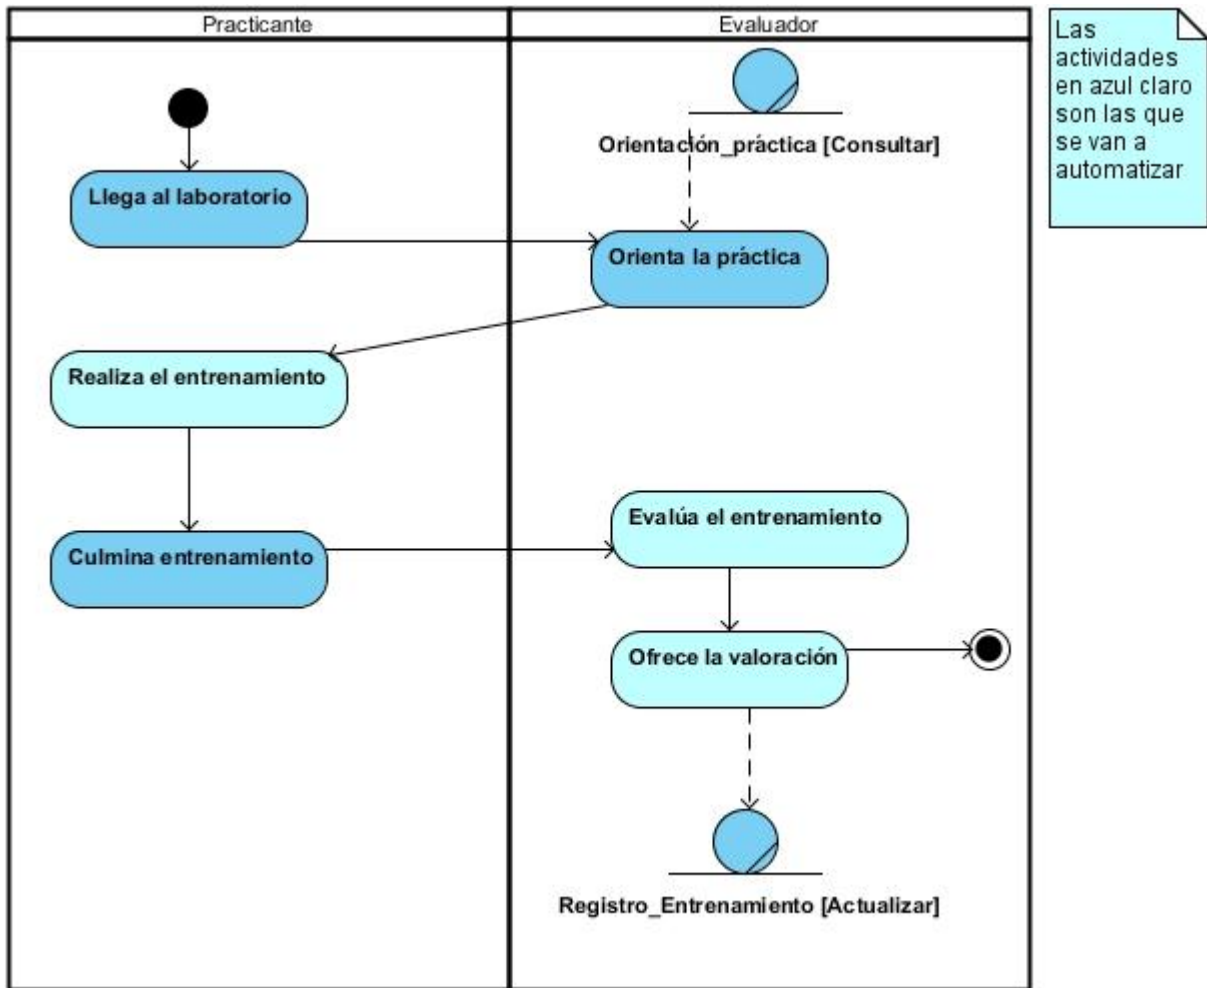 Practicante
Evaluador
Las
actividades
en azul claro
son las que
se van a
automatizar
Orientación_práctica [Consultar]
Llega al laboratorio
Orienta la práctica
Realiza el entrenamiento
Evalúa el entrenamiento
Culmina entrenamiento
Ofrece la valoración
Registro_Entrenamiento [Actualizar]